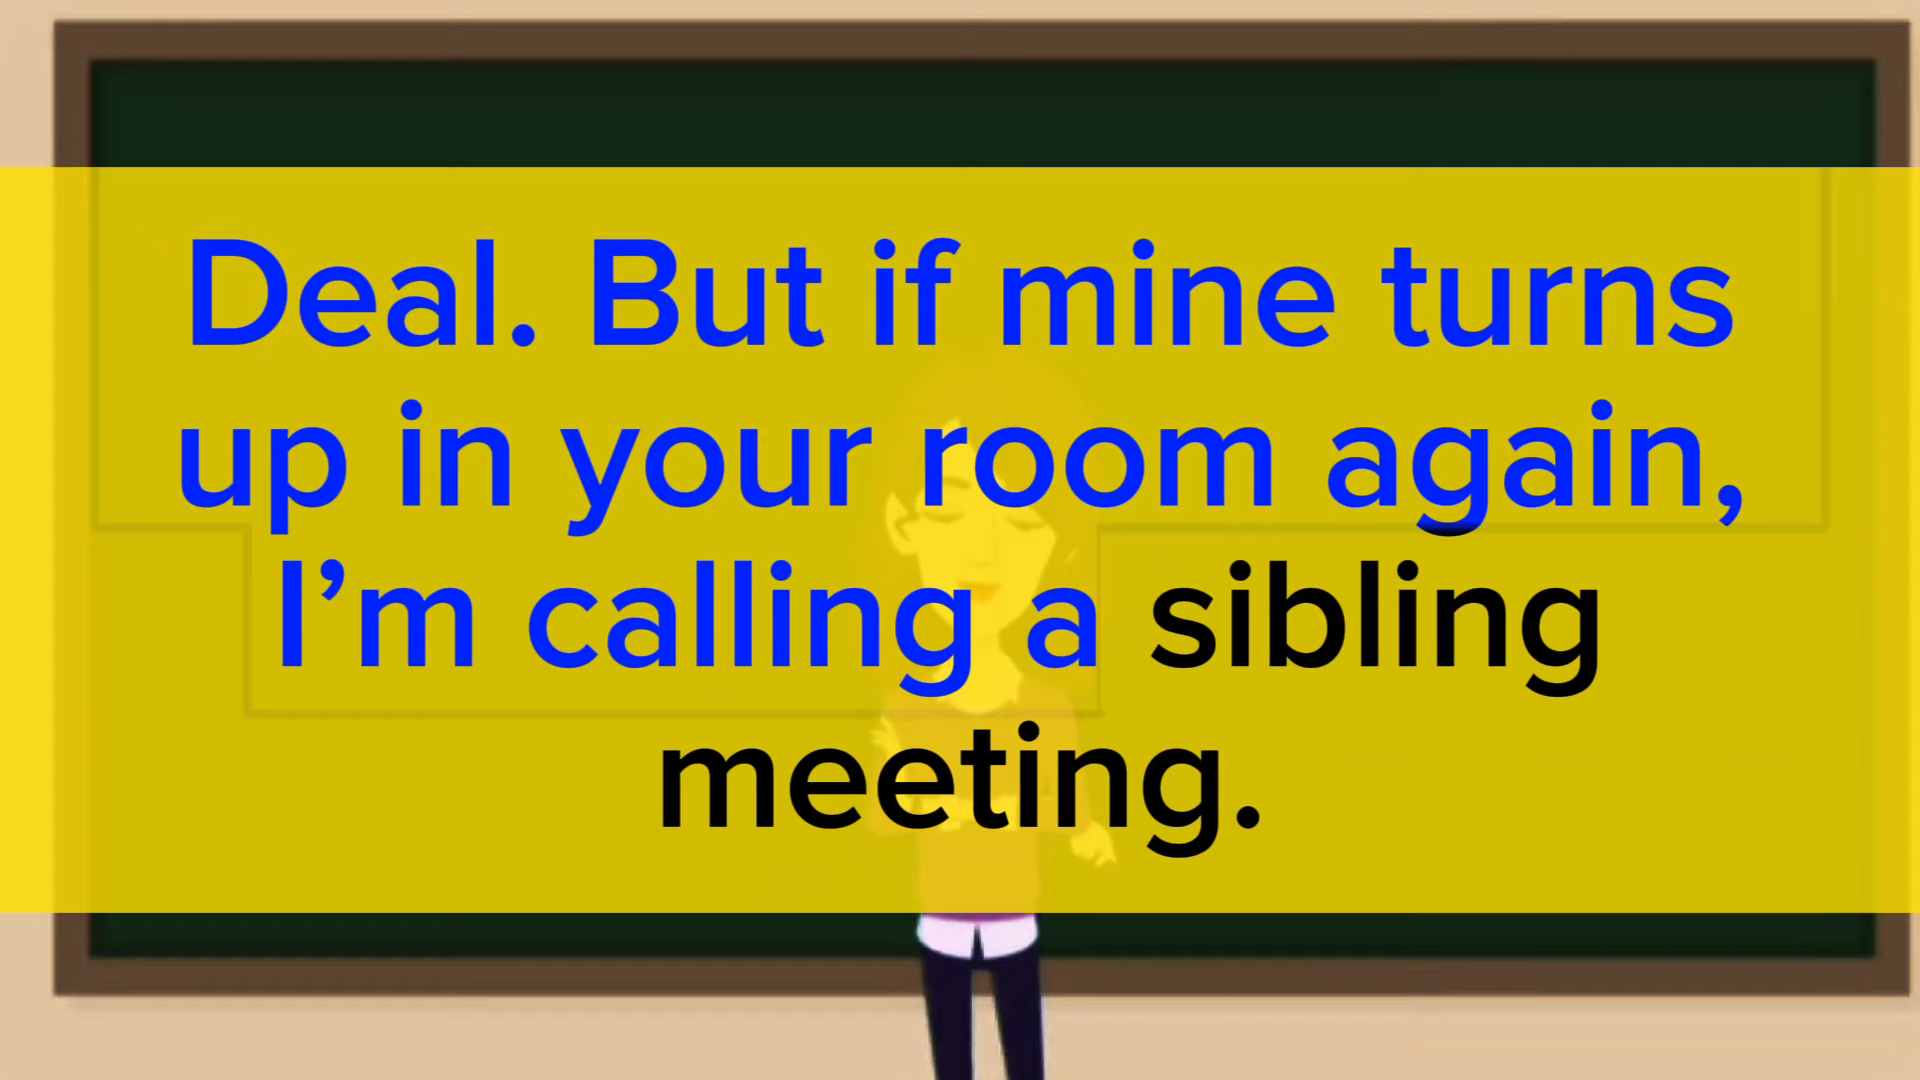 Deal. But if mine turns
up in your room again,
I’m calling a sibling
meeting.